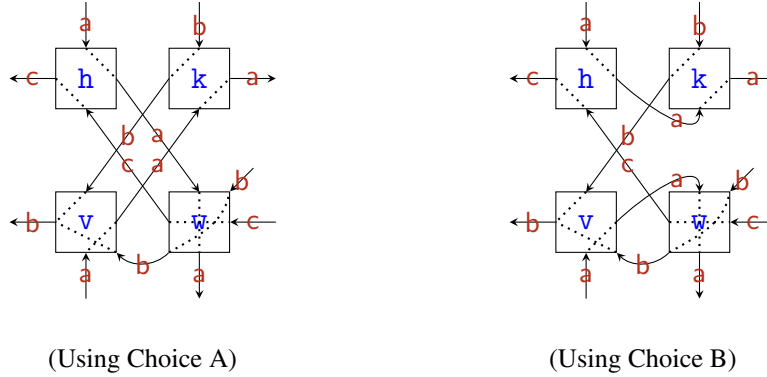 a b a b
c h k a c h k a
b a b a
c a c
a b b
b v w c b v w c
b b
a a a a
(Using Choice A) (Using Choice B)